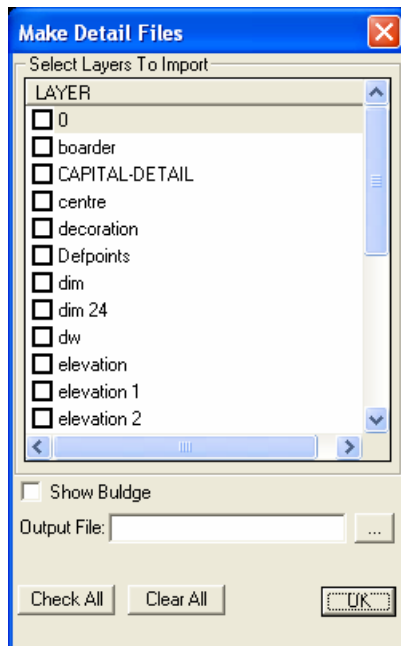 Make Detail Files
Select Layers To Import
LAYER
0
boarder
CAPITAL-DETAIL
centre
decoration
Defpoints
dim
dim 24
dw
elevation
elevation 1
elevation 2
Show Buldge
Output File:
...
Check All
Clear All
OK